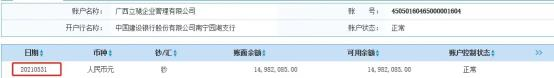 账户名称： 广西立骁企业管理有限公司 账 号： 45050160465000001604
开户行名称： 中国建设银行股份有限公司南宁园湖支行 账户状态： 正常
日期 币种 钞/汇 账面余额 可用余额 账户控制状态
20210531 人民币元 钞 14,982,085.00 14,982,085.00 正常